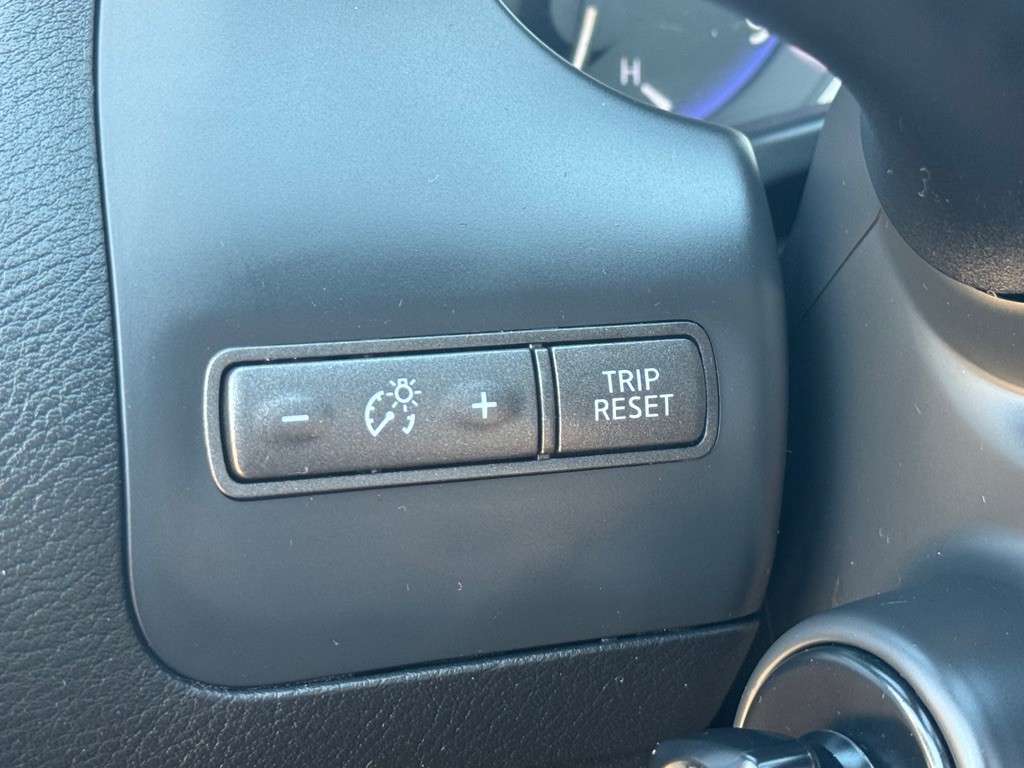 H
- +
TRIP
RESET